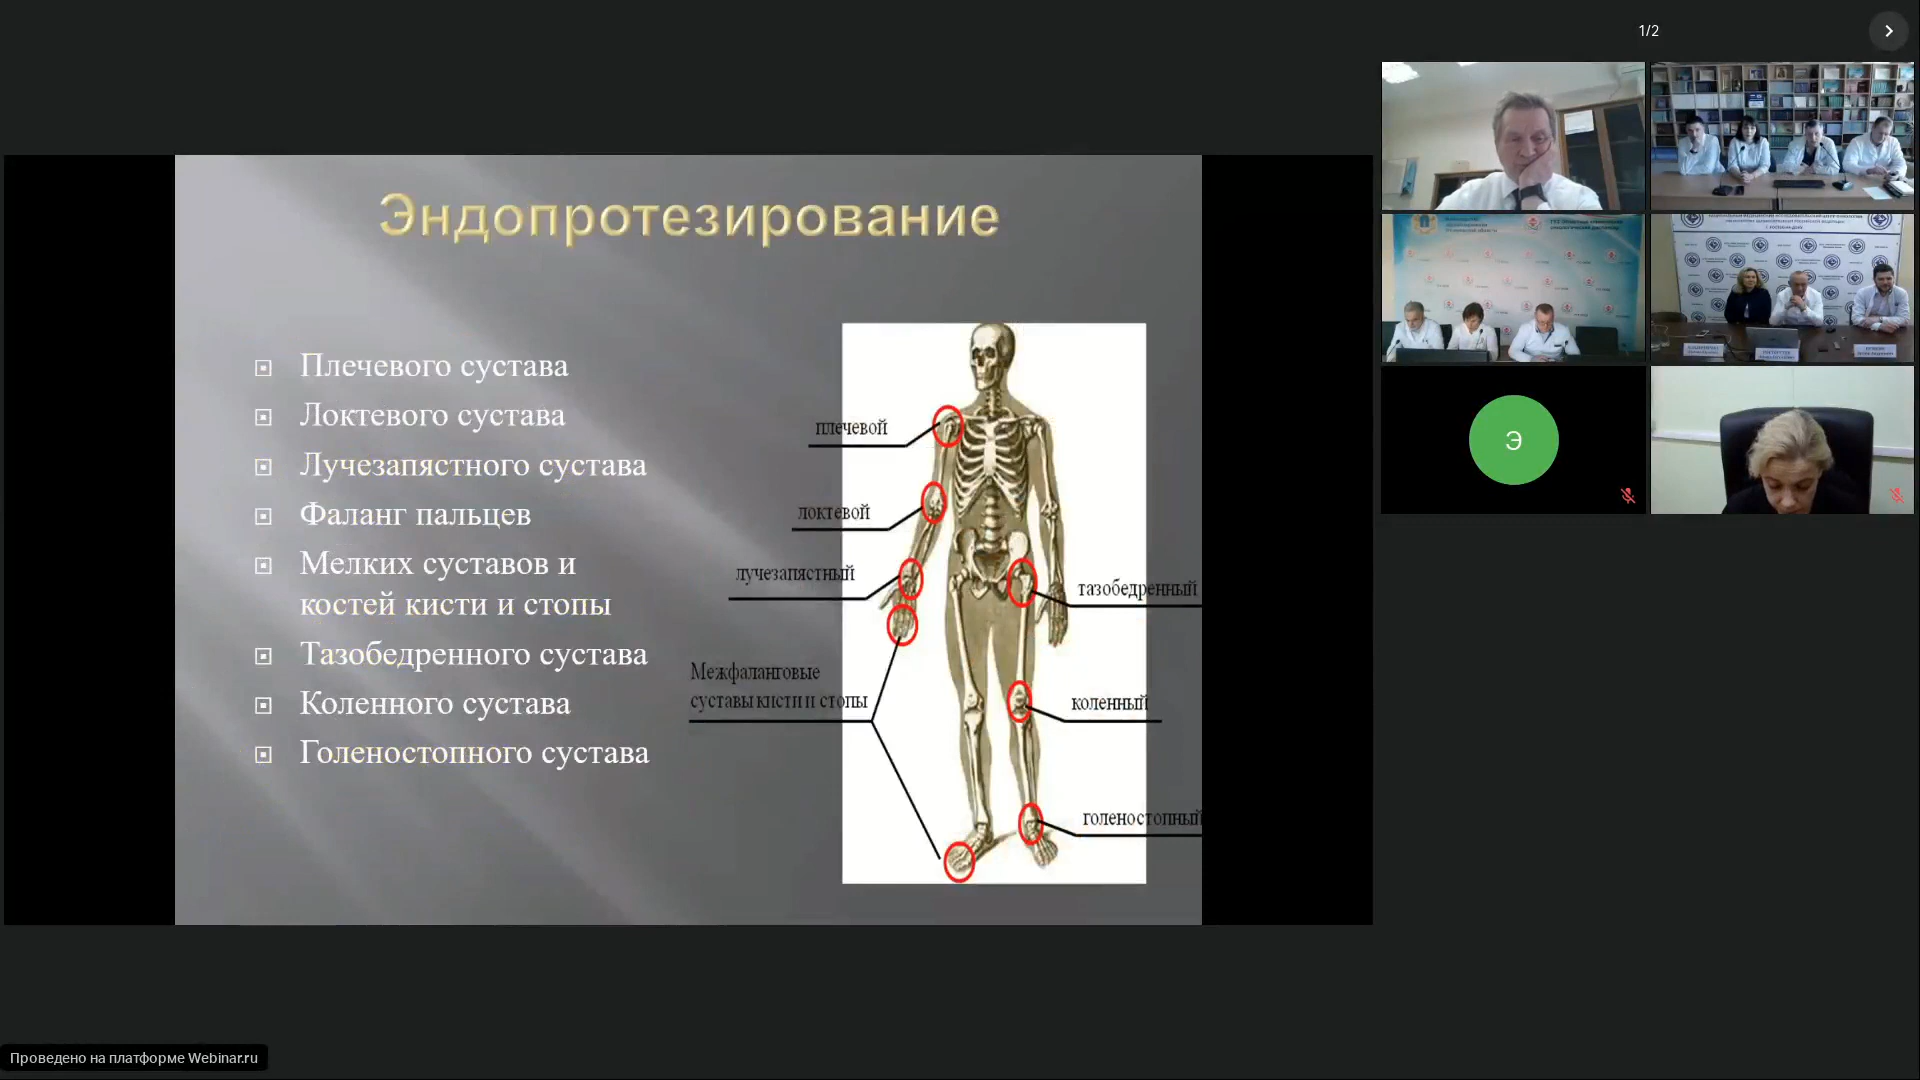 1/2
Эндопротезирование
Плечевого сустава
Локтевого сустава
Лучезапястного сустава
Фаланг пальцев
Мелких суставов и
костей кисти и стопы
Тазобедренного сустава
Коленного сустава
Голеностопного сустава
плечевой
локтевой
лучезапястный
тазобедренный
Межфаланговые
суставы кисти и стопы
коленный
голеностопный
Э
Проведено на платформе Webinar.ru